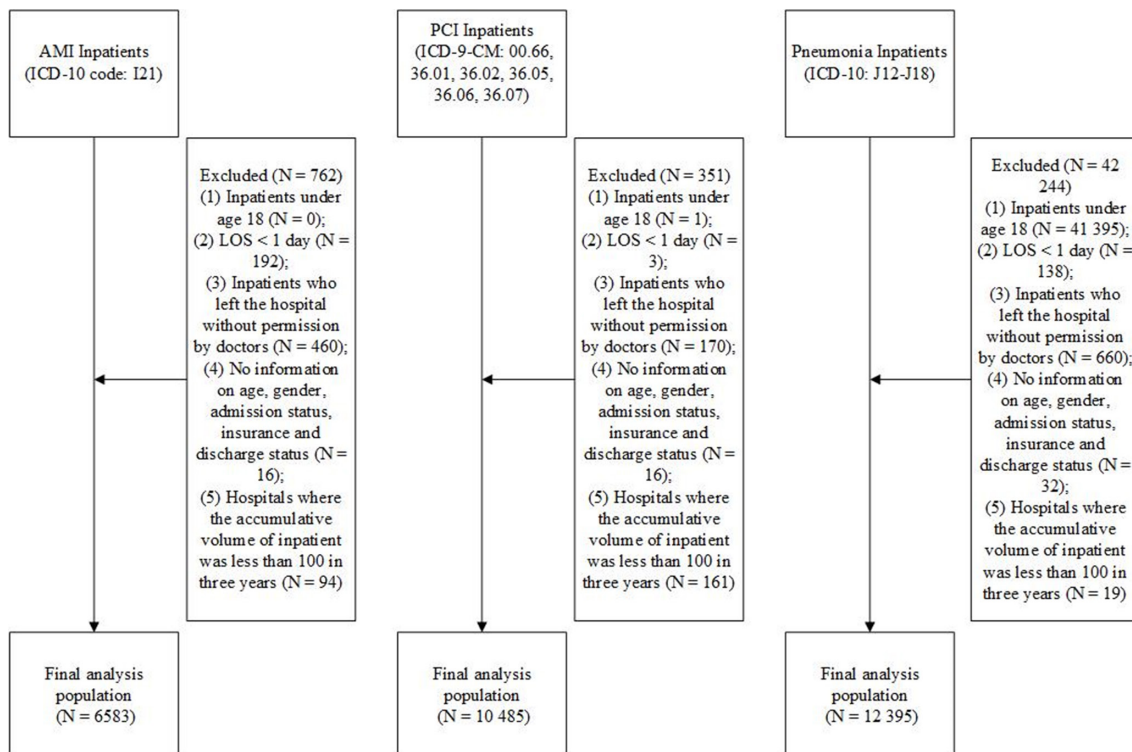 AMI Inpatients
(ICD-10 code: I21)
PCI Inpatients
(ICD-9-CM: 00.66,
36.01, 36.02, 36.05,
36.06, 36.07)
Pneumonia Inpatients
(ICD-10: J12-J18)
Excluded (N = 762)
(1) Inpatients under
age 18 (N = 0);
(2) LOS < 1 day (N =
192);
(3) Inpatients who
left the hospital
without permission
by doctors (N = 460);
(4) No information
on age, gender,
admission status,
insurance and
discharge status (N =
16);
(5) Hospitals where
the accumulative
volume of inpatient
was less than 100 in
three years (N = 94)
Excluded (N = 351)
(1) Inpatients under
age 18 (N = 1);
(2) LOS < 1 day (N =
3);
(3) Inpatients who
left the hospital
without permission
by doctors (N = 170);
(4) No information
on age, gender,
admission status,
insurance and
discharge status (N =
16);
(5) Hospitals where
the accumulative
volume of inpatient
was less than 100 in
three years (N = 161)
Excluded (N = 42
244)
(1) Inpatients under
age 18 (N = 41 395);
(2) LOS < 1 day (N =
138);
(3) Inpatients who
left the hospital
without permission
by doctors (N = 660);
(4) No information
on age, gender,
admission status,
insurance and
discharge status (N =
32);
(5) Hospitals where
the accumulative
volume of inpatient
was less than 100 in
three years (N = 19)
Final analysis
population
(N = 6583)
Final analysis
population
(N = 10 485)
Final analysis
population
(N = 12 395)